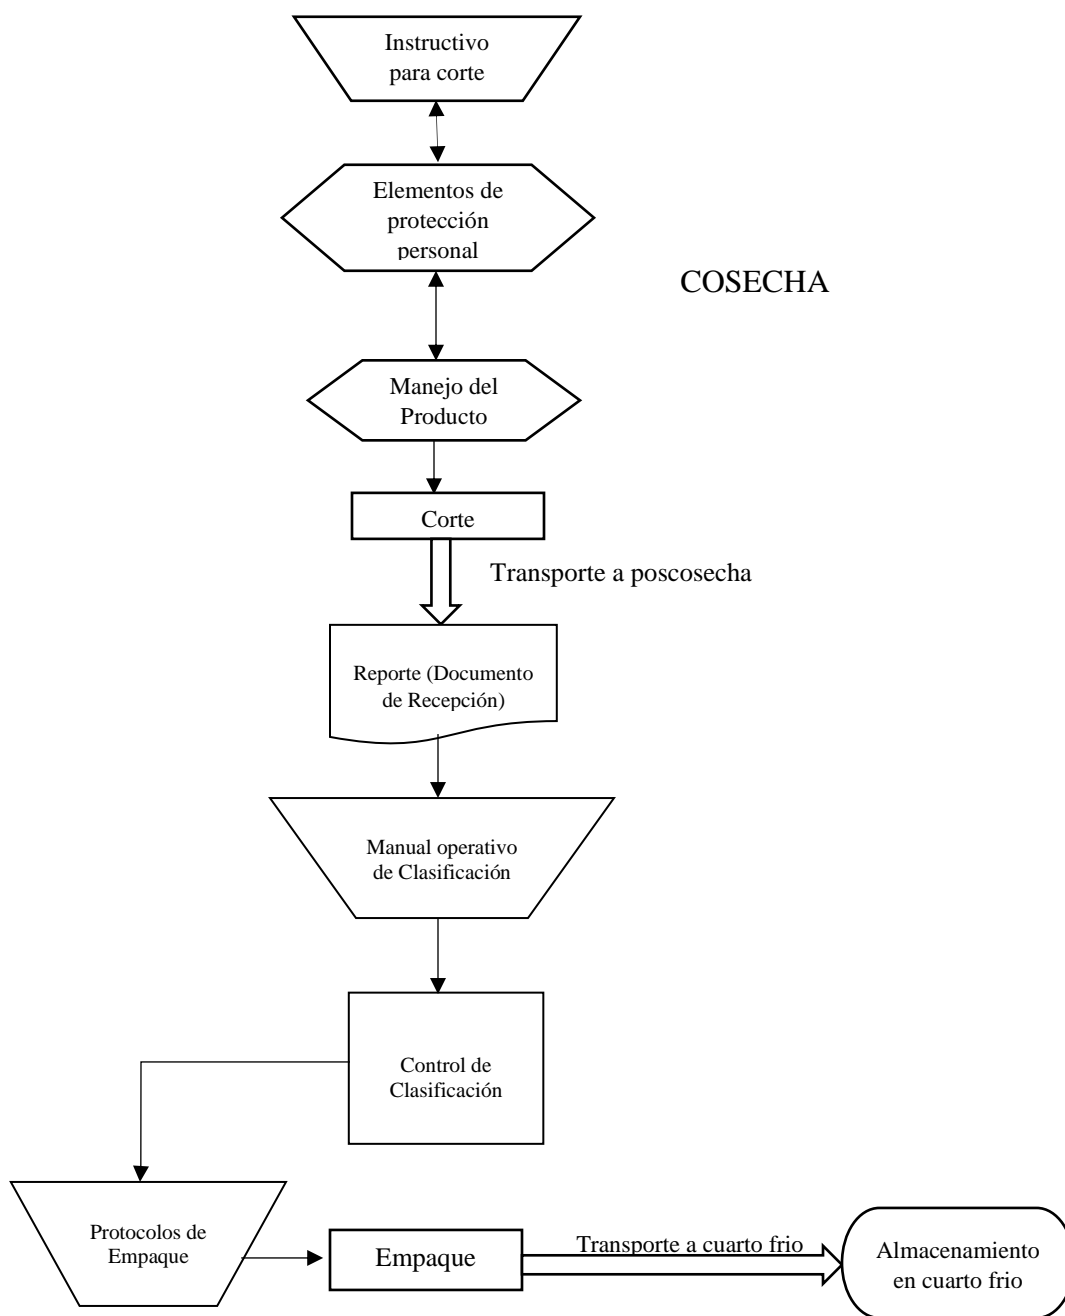 Instructivo
para corte
Elementos de
protección
personal
COSECHA
Manejo del
Producto
Corte
Transporte a poscosecha
Reporte (Documento
de Recepción)
Manual operativo
de Clasificación
Control de
Clasificación
Protocolos de
Empaque
Empaque
Transporte a cuarto frio
Almacenamiento
en cuarto frio